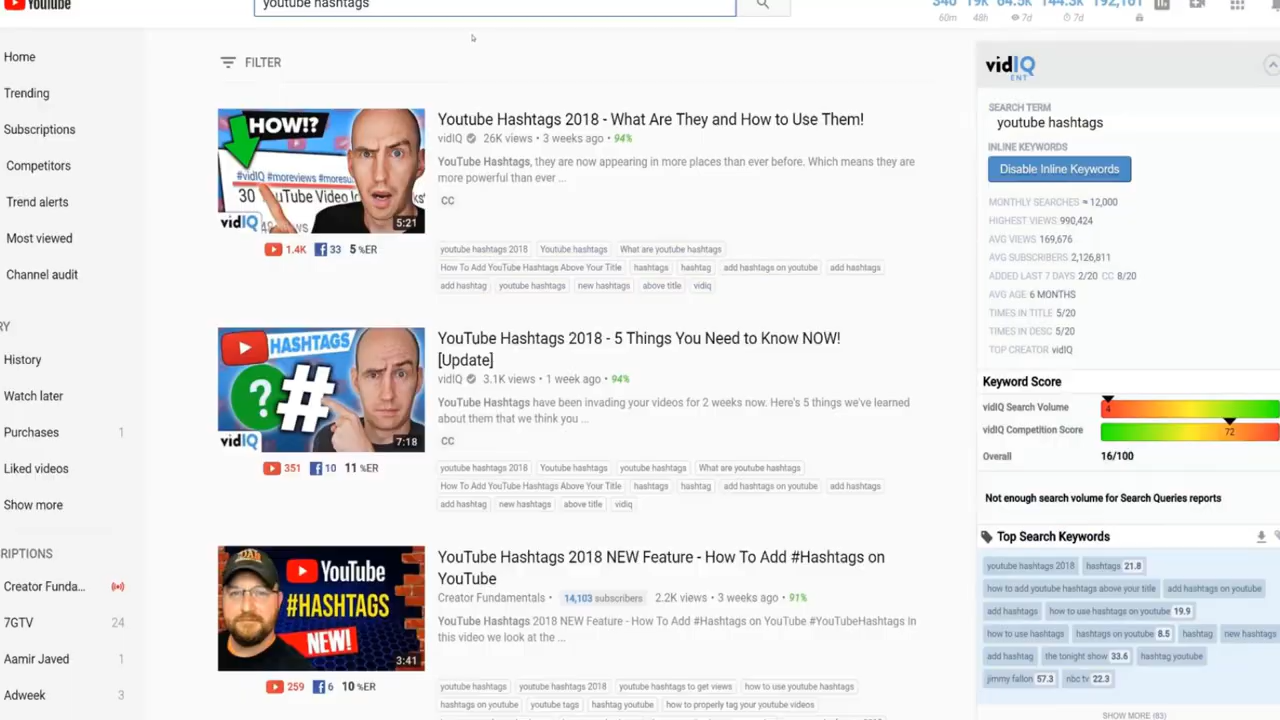 YouTube
youtube hashtags
340 19K 64.5K 144.3K 192,161
60m 48h 7d 7d
Home
Trending
Subscriptions
Competitors
Trend alerts
Most viewed
Channel audit
RY
History
Watch later
Purchases 1
Liked videos
Show more
RIPTIONS
Creator Funda...
7GTV 24
Aamir Javed 1
Adweek 3
FILTER
HOW!?
#vidIQ #moreviews #moresu
30
uTube Video I
vidIQ
5:21
1.4K 33 5 %ER
Youtube Hashtags 2018 - What Are They and How to Use Them!
vidIQ 26K views • 3 weeks ago • 94%
YouTube Hashtags, they are now appearing in more places than ever before. Which means they are
more powerful than ever ...
CC
youtube hashtags 2018 Youtube hashtags What are youtube hashtags
How To Add YouTube Hashtags Above Your Title hashtags hashtag add hashtags on youtube add hashtags
add hashtag youtube hashtags new hashtags above title vidiq
HASHTAGS
? #
vidIQ
7:18
351 10 11 %ER
YouTube Hashtags 2018 - 5 Things You Need to Know NOW!
[Update]
vidIQ 3.1K views • 1 week ago • 94%
YouTube Hashtags have been invading your videos for 2 weeks now. Here's 5 things we've learned
about them that we think you ...
CC
youtube hashtags 2018 Youtube hashtags youtube hashtags What are youtube hashtags
How To Add YouTube Hashtags Above Your Title hashtags hashtag add hashtags on youtube add hashtags
add hashtag new hashtags above title vidiq
YouTube
#HASHTAGS
NEW!
3:41
259 6 10 %ER
YouTube Hashtags 2018 NEW Feature - How To Add #Hashtags on
YouTube
Creator Fundamentals • 14,103 subscribers 2.2K views • 3 weeks ago • 91%
YouTube Hashtags 2018 NEW Feature - How To Add #Hashtags on YouTube #YouTubeHashtags In
this video we look at the ...
youtube hashtags youtube hashtags 2018 youtube hashtags to get views how to use youtube hashtags
hashtags on youtube youtube tags hashtag youtube how to properly tag your youtube videos
vidIQ
ENT
SEARCH TERM
youtube hashtags
INLINE KEYWORDS
Disable Inline Keywords
MONTHLY SEARCHES ≈ 12,000
HIGHEST VIEWS 990,424
AVG VIEWS 169,676
AVG SUBSCRIBERS 2,126,811
ADDED LAST 7 DAYS 2/20 CC 8/20
AVG AGE 6 MONTHS
TIMES IN TITLE 5/20
TIMES IN DESC 5/20
TOP CREATOR vidIQ
Keyword Score
vidIQ Search Volume 4
vidIQ Competition Score 72
Overall 16/100
Not enough search volume for Search Queries reports
Top Search Keywords
youtube hashtags 2018 hashtags 21.8
how to add youtube hashtags above your title add hashtags on youtube
add hashtags how to use hashtags on youtube 19.9
how to use hashtags hashtags on youtube 8.5 hashtag new hashtags
add hashtag the tonight show 33.6 hashtag youtube
jimmy fallon 57.3 nbc tv 22.3
SHOW MORE (83)